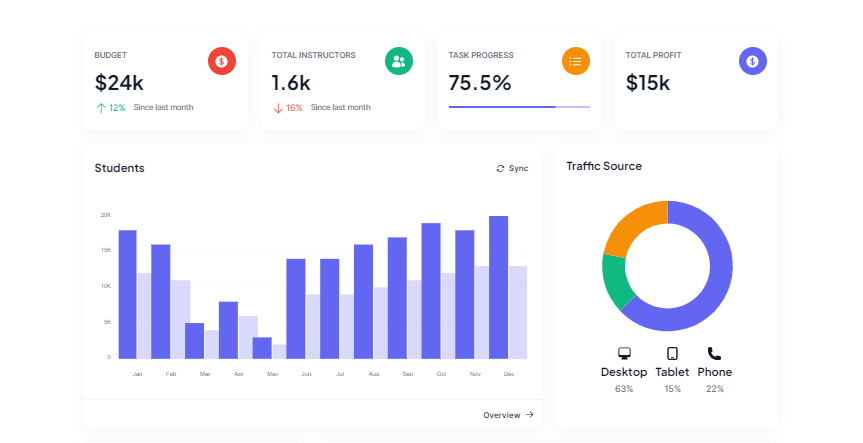 BUDGET
$24k
12% Since last month
TOTAL INSTRUCTORS
1.6k
16% Since last month
TASK PROGRESS
75.5%
TOTAL PROFIT
$15k
Students
Sync
20K
15K
10K
5K
0
Jan Feb Mar Apr May Jun Jul Aug Sep Oct Nov Dec
Overview
Traffic Source
Desktop Tablet Phone
63% 15% 22%